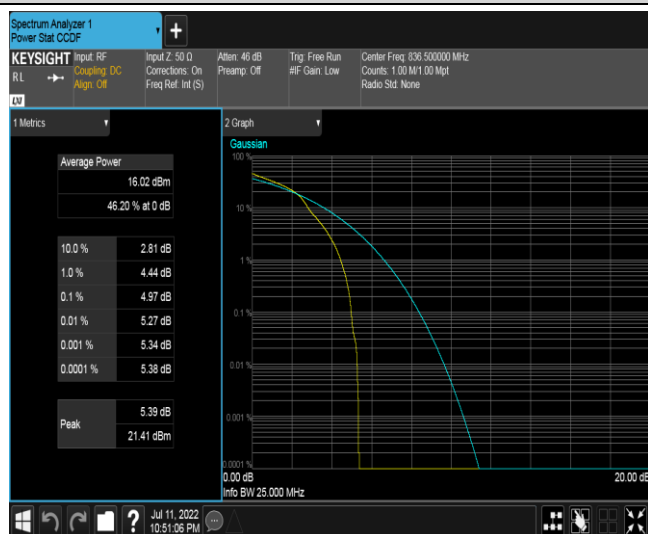 Spectrum Analyzer 1
Power Stat CCDF
+
KEYSIGHT
RL
LXI
Input: RF
Coupling: DC
Align: Off
Input Z: 50 Ω
Corrections: On
Freq Ref: Int (S)
Atten: 46 dB
Preamp: Off
Trig: Free Run
#IF Gain: Low
Center Freq: 836.500000 MHz
Counts: 1.00 M/1.00 Mpt
Radio Std: None
1 Metrics
Average Power
16.02 dBm
46.20 % at 0 dB
10.0 % 2.81 dB
1.0 % 4.44 dB
0.1 % 4.97 dB
0.01 % 5.27 dB
0.001 % 5.34 dB
0.0001 % 5.38 dB
Peak
5.39 dB
21.41 dBm
2 Graph
Gaussian
100 %
10 %
1 %
0.1 %
0.01 %
0.001 %
0.0001 %
0.00 dB
20.00 dB
Info BW 25.000 MHz
?
Jul 11, 2022
10:51:06 PM